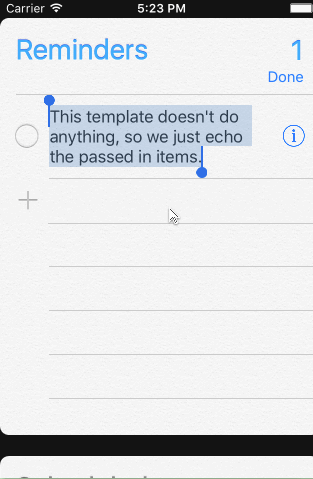 Carrier 5:23 PM
Reminders 1
Done
This template doesn't do
anything, so we just echo
the passed in items.